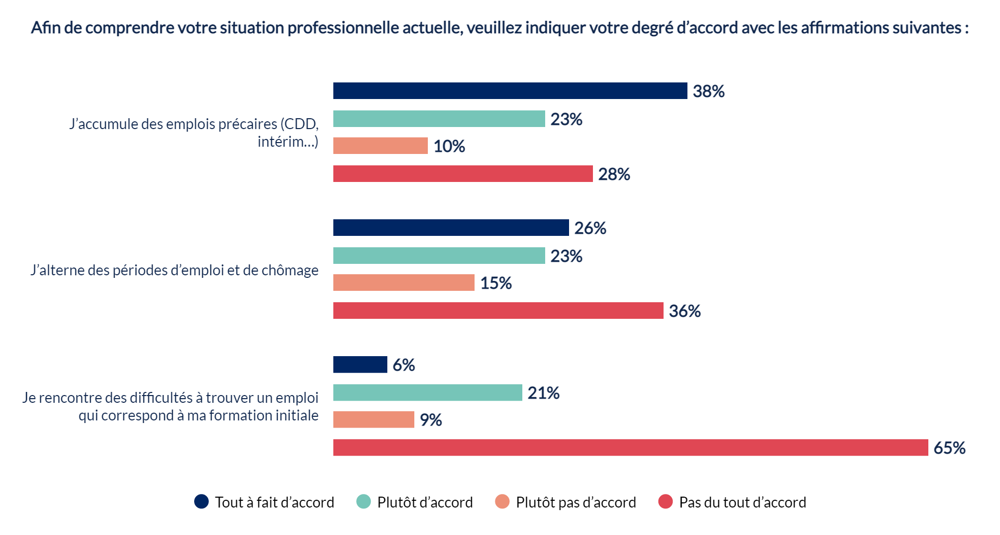 Afin de comprendre votre situation professionnelle actuelle, veuillez indiquer votre degré d’accord avec les affirmations suivantes :
J’accumule des emplois précaires (CDD,
intérim…)
38%
23%
10%
28%
J’alterne des périodes d’emploi et de chômage
26%
23%
15%
36%
Je rencontre des difficultés à trouver un emploi
qui correspond à ma formation initiale
6%
21%
9%
65%
Tout à fait d’accord
Plutôt d’accord
Plutôt pas d’accord
Pas du tout d’accord